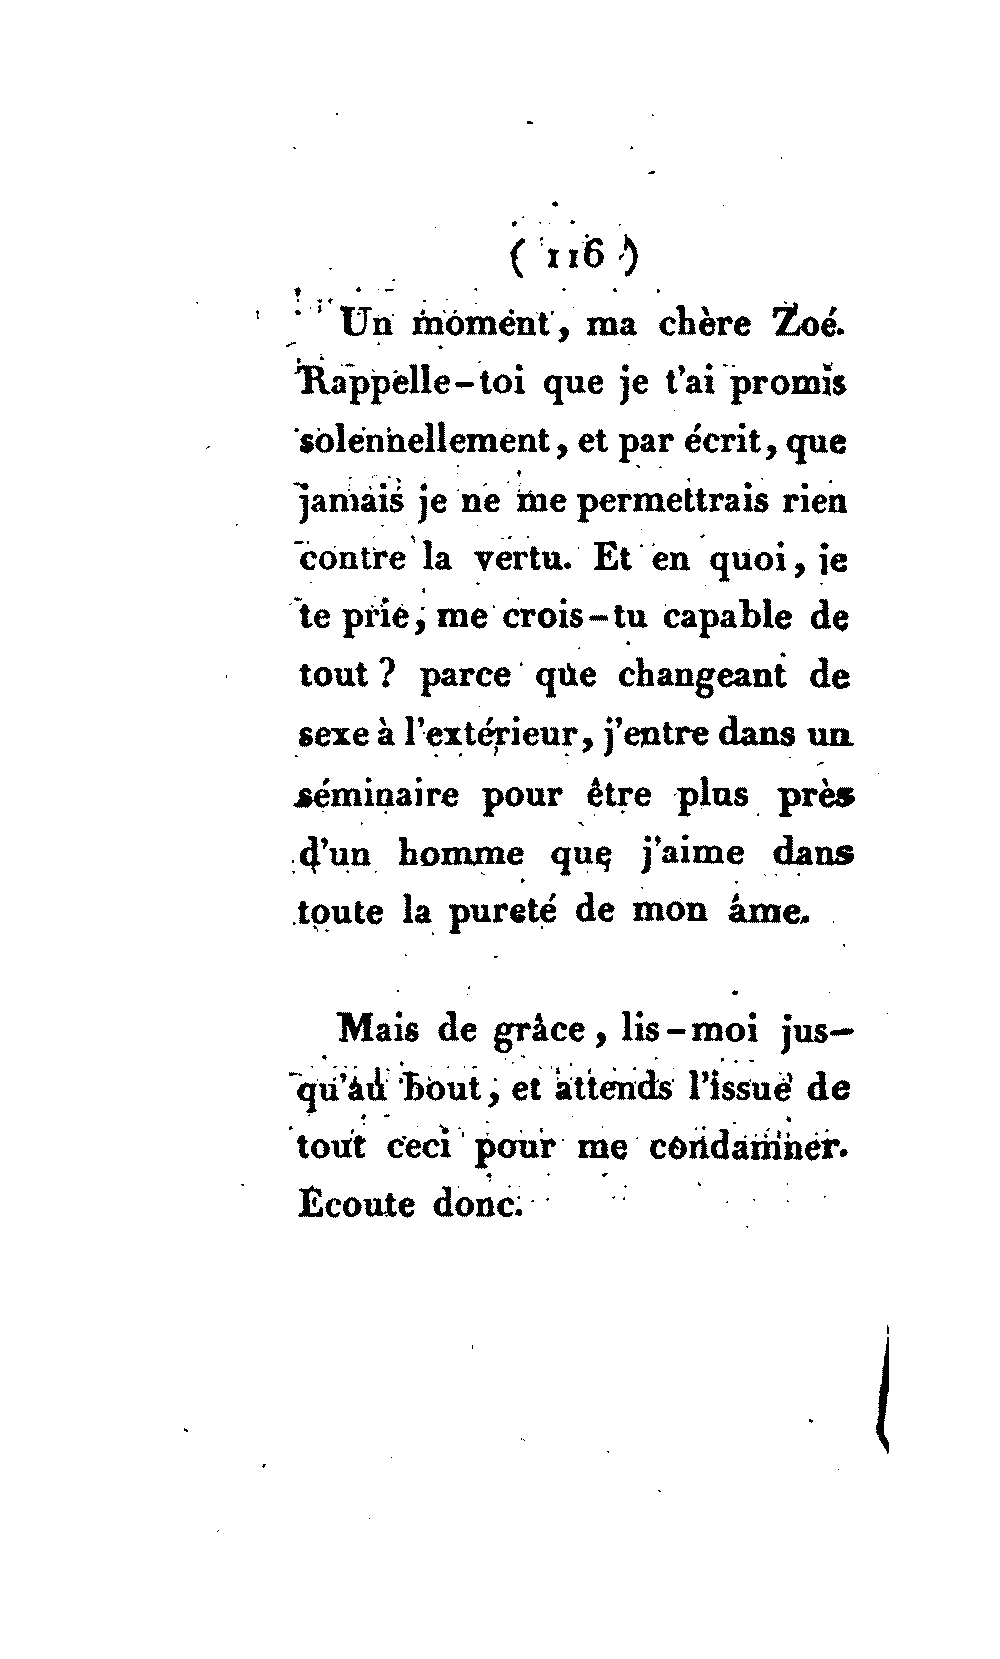 ( 116 )
Un moment, ma chère Zoé.
Rappelle-toi que je t'ai promis
solennellement, et par écrit, que
jamais je ne me permettrais rien
contre la vertu. Et en quoi, je
te prie, me crois-tu capable de
tout ? parce que changeant de
sexe à l'extérieur, j'entre dans un
séminaire pour être plus près
d'un homme que j'aime dans
toute la pureté de mon âme.
Mais de grâce, lis-moi jus-
qu'au bout, et attends l'issue de
tout ceci pour me condamner.
Écoute donc.